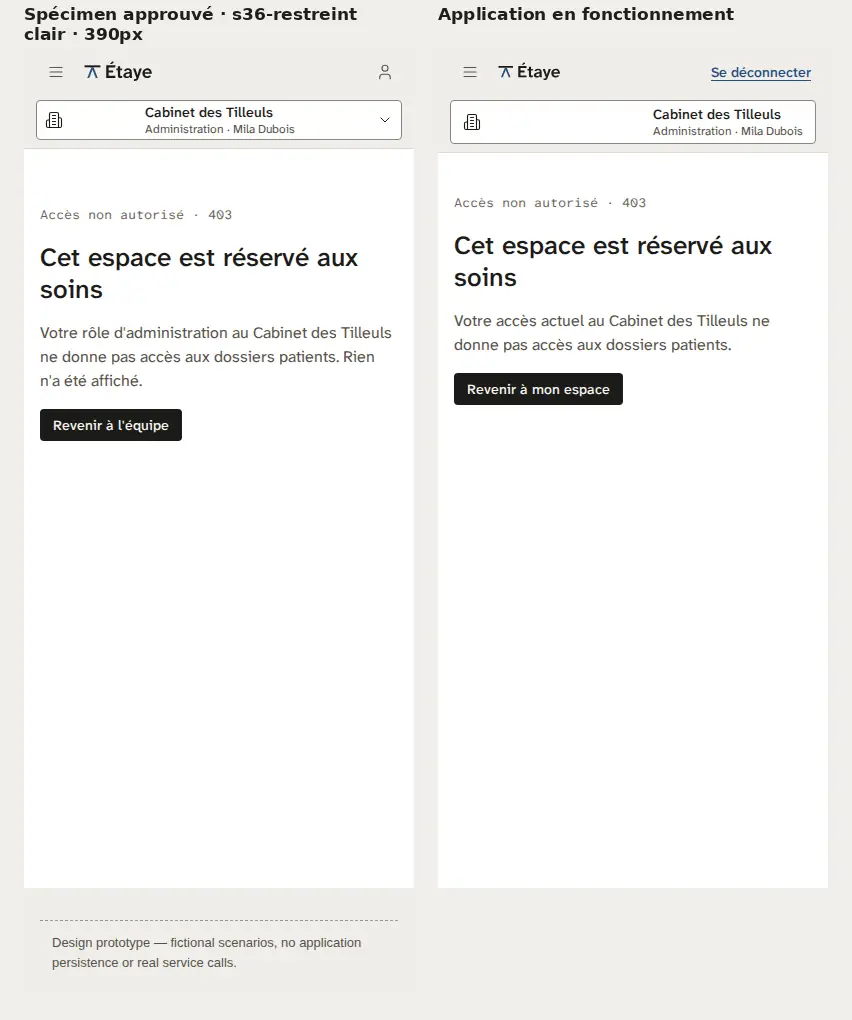 Spécimen approuvé · s36-restreint
clair · 390px
Étaye
Cabinet des Tilleuls
Administration · Mila Dubois
Accès non autorisé · 403
Cet espace est réservé aux
soins
Votre rôle d'administration au Cabinet des Tilleuls
ne donne pas accès aux dossiers patients. Rien
n'a été affiché.
Revenir à l'équipe
Design prototype — fictional scenarios, no application
persistence or real service calls.
Application en fonctionnement
Étaye
Se déconnecter
Cabinet des Tilleuls
Administration · Mila Dubois
Accès non autorisé · 403
Cet espace est réservé aux
soins
Votre accès actuel au Cabinet des Tilleuls ne
donne pas accès aux dossiers patients.
Revenir à mon espace